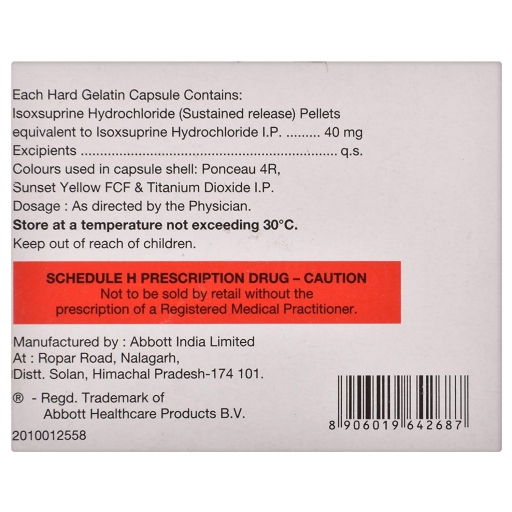 Each Hard Gelatin Capsule Contains:
Isoxsuprine Hydrochloride (Sustained release) Pellets
equivalent to Isoxsuprine Hydrochloride I.P. ......... 40 mg
Excipients ................................................................ q.s.
Colours used in capsule shell: Ponceau 4R,
Sunset Yellow FCF & Titanium Dioxide I.P.
Dosage : As directed by the Physician.
Store at a temperature not exceeding 30°C.
Keep out of reach of children.
SCHEDULE H PRESCRIPTION DRUG – CAUTION
Not to be sold by retail without the
prescription of a Registered Medical Practitioner.
Manufactured by : Abbott India Limited
At : Ropar Road, Nalagarh,
Distt. Solan, Himachal Pradesh-174 101.
® - Regd. Trademark of
Abbott Healthcare Products B.V.
2010012558
8 906019 642687